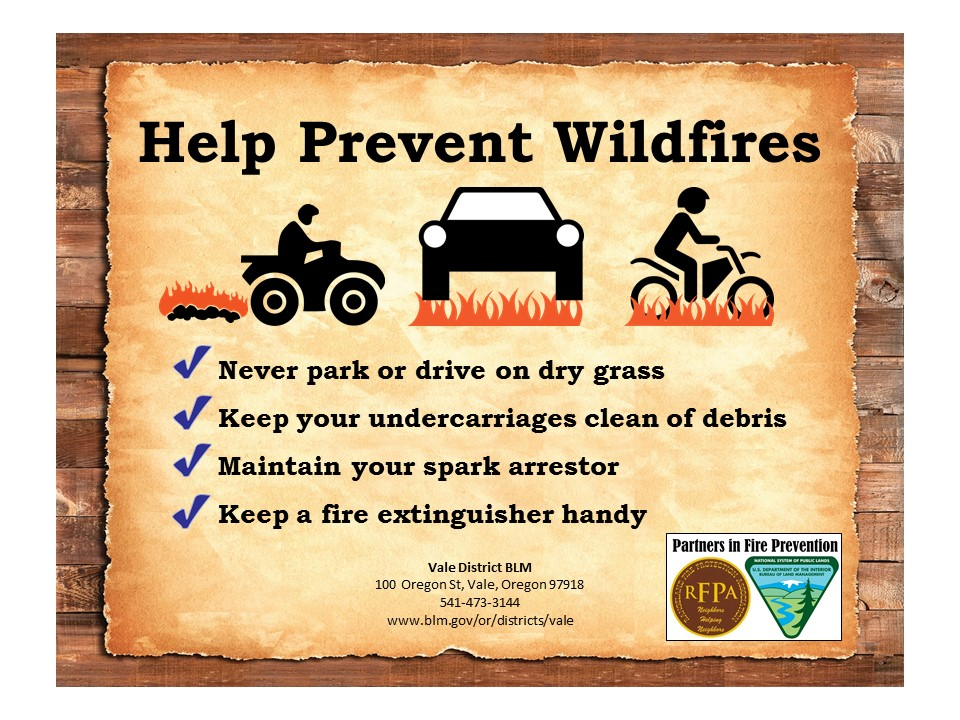 Help Prevent Wildfires
Never park or drive on dry grass
Keep your undercarriages clean of debris
Maintain your spark arrestor
Keep a fire extinguisher handy
Vale District BLM
100 Oregon St, Vale, Oregon 97918
541-473-3144
www.blm.gov/or/districts/vale
Partners in Fire Prevention
RFPA
Neighbors
Helping
Neighbors
NATIONAL SYSTEM OF PUBLIC LANDS
U.S. DEPARTMENT OF THE INTERIOR
BUREAU OF LAND MANAGEMENT